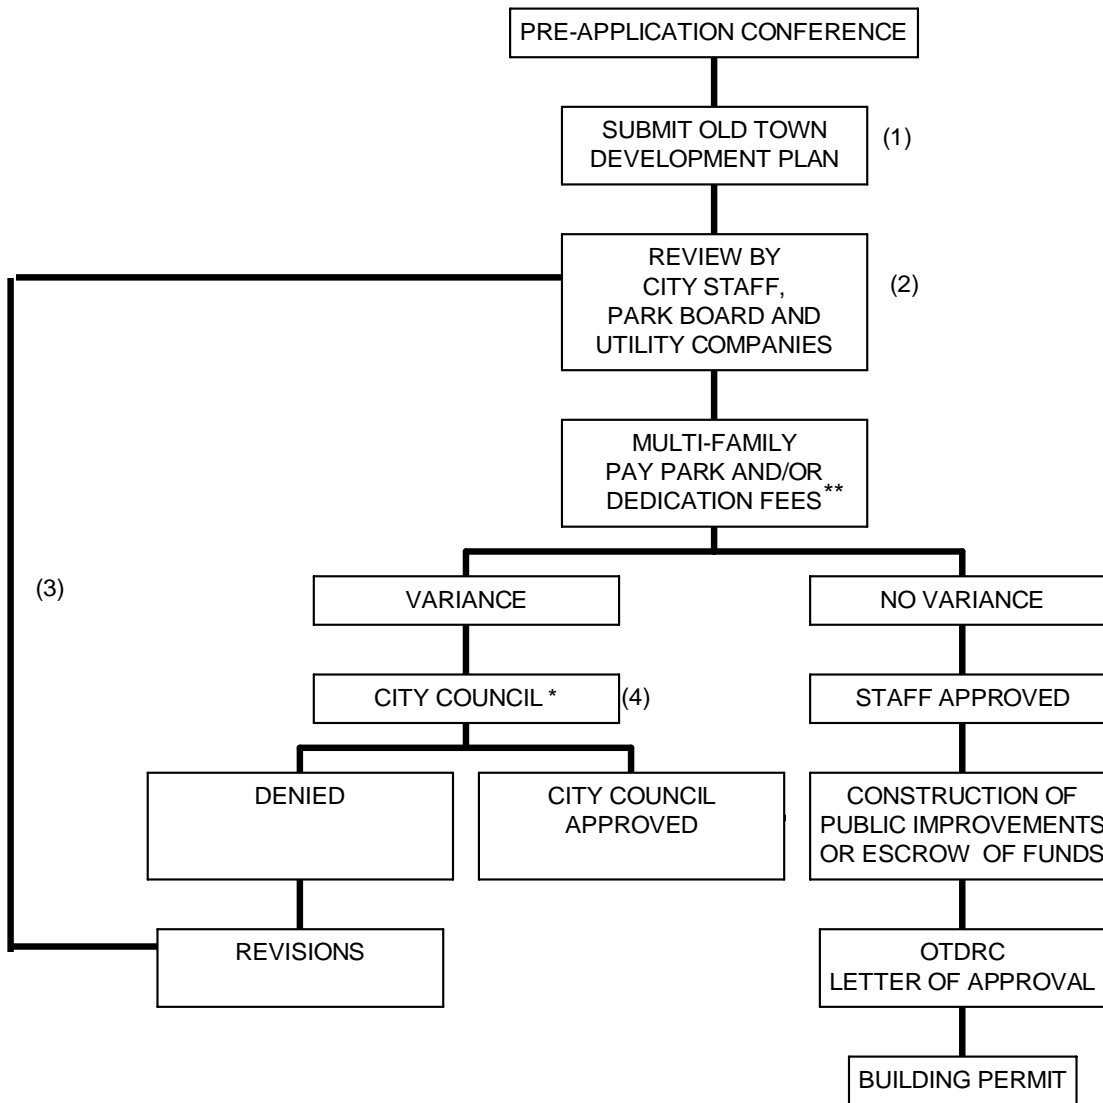 PRE-APPLICATION CONFERENCE
SUBMIT OLD TOWN
DEVELOPMENT PLAN
(1)
REVIEW BY
CITY STAFF,
PARK BOARD AND
UTILITY COMPANIES
(2)
MULTI-FAMILY
PAY PARK AND/OR
DEDICATION FEES**
(3)
VARIANCE
NO VARIANCE
CITY COUNCIL *
(4)
STAFF APPROVED
DENIED
CITY COUNCIL
APPROVED
CONSTRUCTION OF
PUBLIC IMPROVEMENTS
OR ESCROW OF FUNDS
REVISIONS
OTDRC
LETTER OF APPROVAL
BUILDING PERMIT